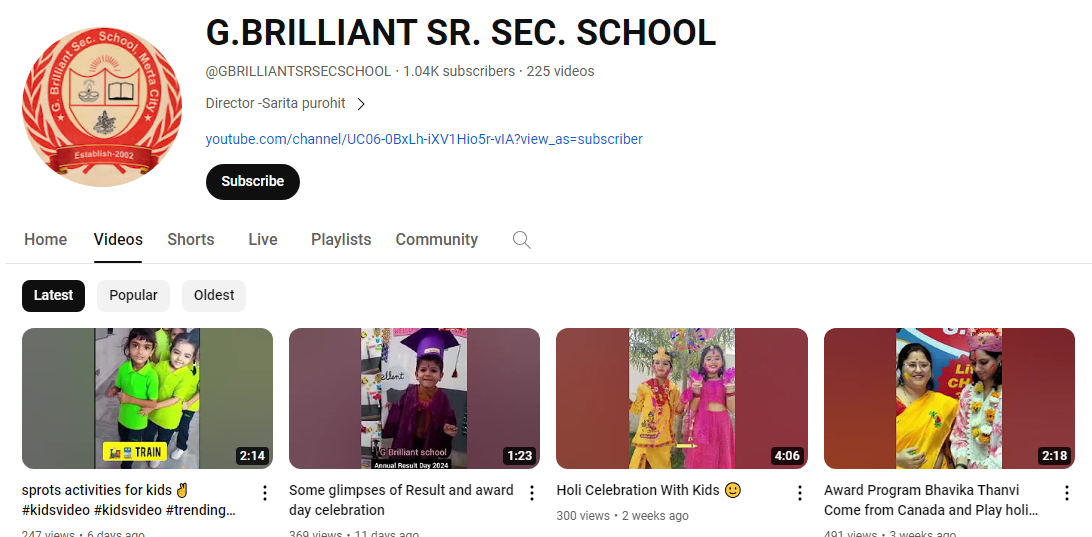 G.BRILLIANT SR. SEC. SCHOOL
G. Brilliant Sec. School, Merta City
Establish-2002
@GBRILLIANTSRSECSCHOOL · 1.04K subscribers · 225 videos
Director -Sarita purohit
youtube.com/channel/UC06-0BxLh-iXV1Hio5r-vIA?view_as=subscriber
Subscribe
Home Videos Shorts Live Playlists Community
Latest Popular Oldest
TRAIN
2:14
sprots activities for kids✌
#kidsvideo #kidsvideo #trending...
247 views • 6 days ago
G Brilliant school
Annual Result Day 2024
1:23
Some glimpses of Result and award
day celebration
369 views • 11 days ago
4:06
Holi Celebration With Kids 🙂
300 views • 2 weeks ago
2:18
Award Program Bhavika Thanvi
Come from Canada and Play holi...
491 views • 3 weeks ago